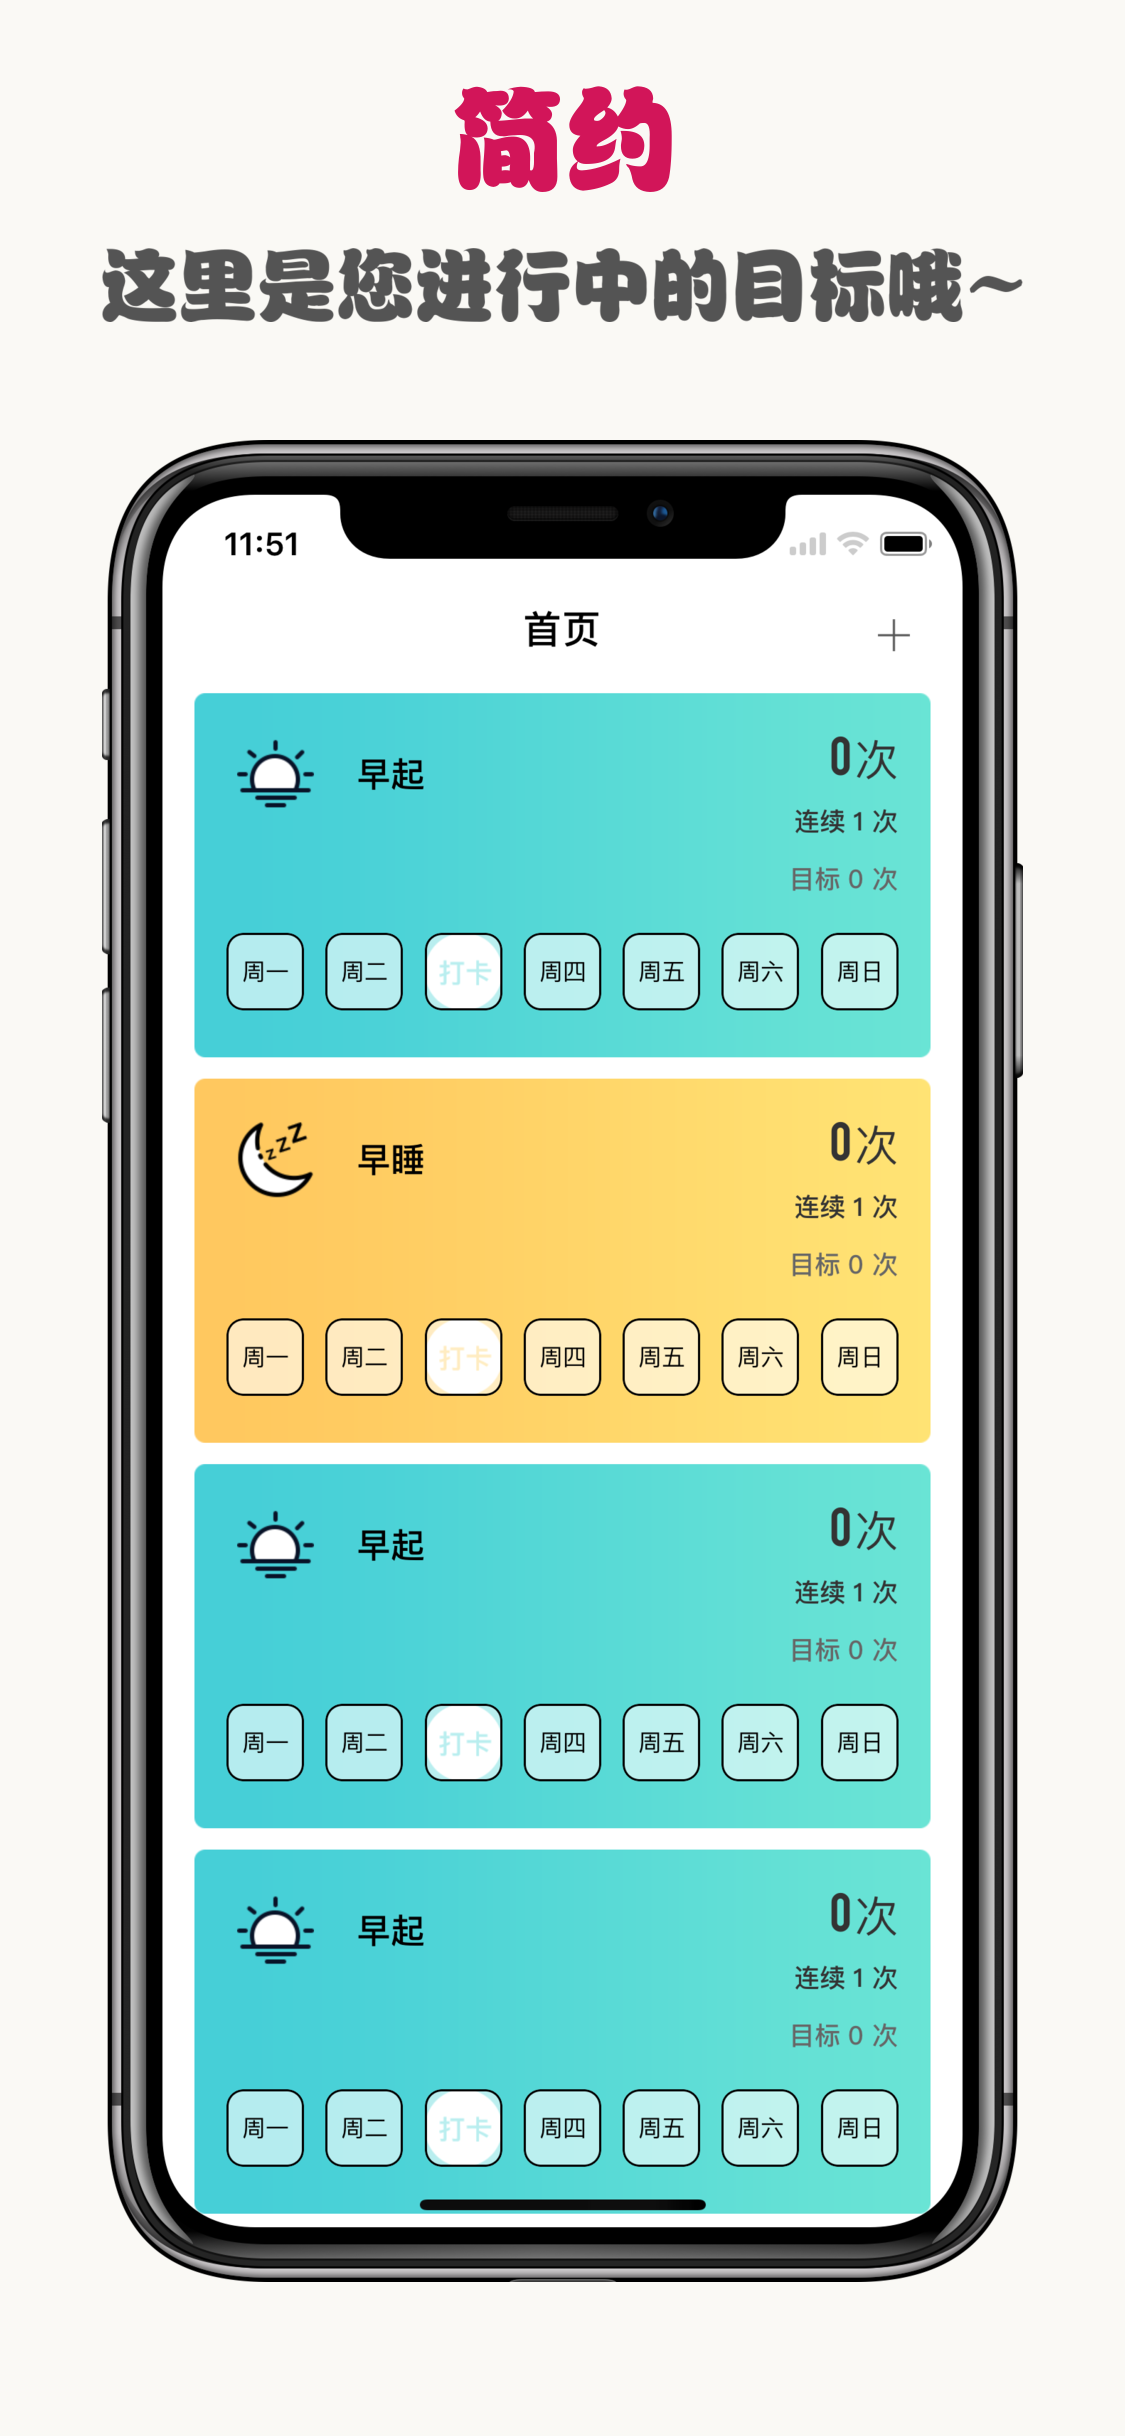 简约
这里是您进行中的目标哦~
11:51
首页
早起
0次
连续 1 次
目标 0 次
周一 周二 打卡 周四 周五 周六 周日
zzZ
早睡
0次
连续 1 次
目标 0 次
周一 周二 打卡 周四 周五 周六 周日
早起
0次
连续 1 次
目标 0 次
周一 周二 打卡 周四 周五 周六 周日
早起
0次
连续 1 次
目标 0 次
周一 周二 打卡 周四 周五 周六 周日